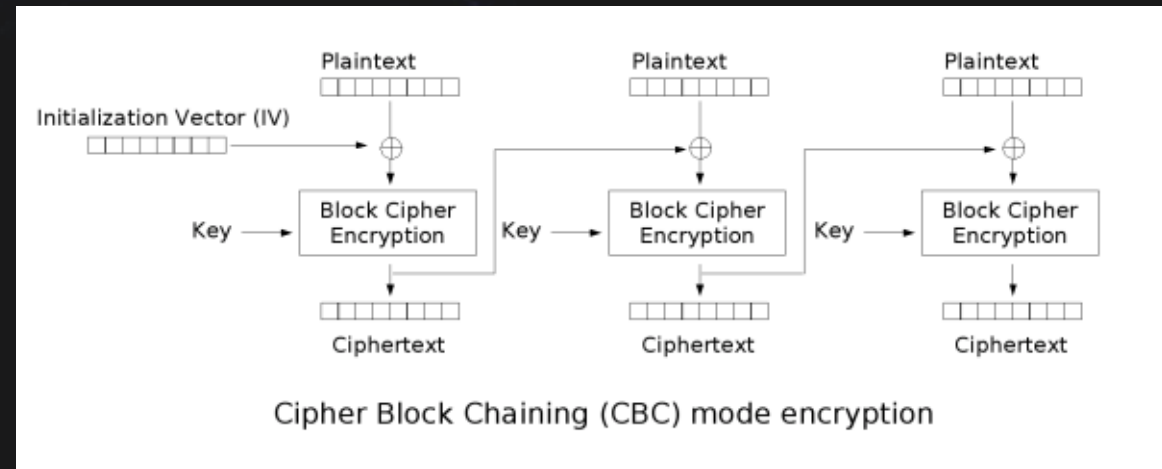 Plaintext Plaintext Plaintext
Initialization Vector (IV)
Key Block Cipher Encryption Key Block Cipher Encryption Key Block Cipher Encryption
Ciphertext Ciphertext Ciphertext
Cipher Block Chaining (CBC) mode encryption